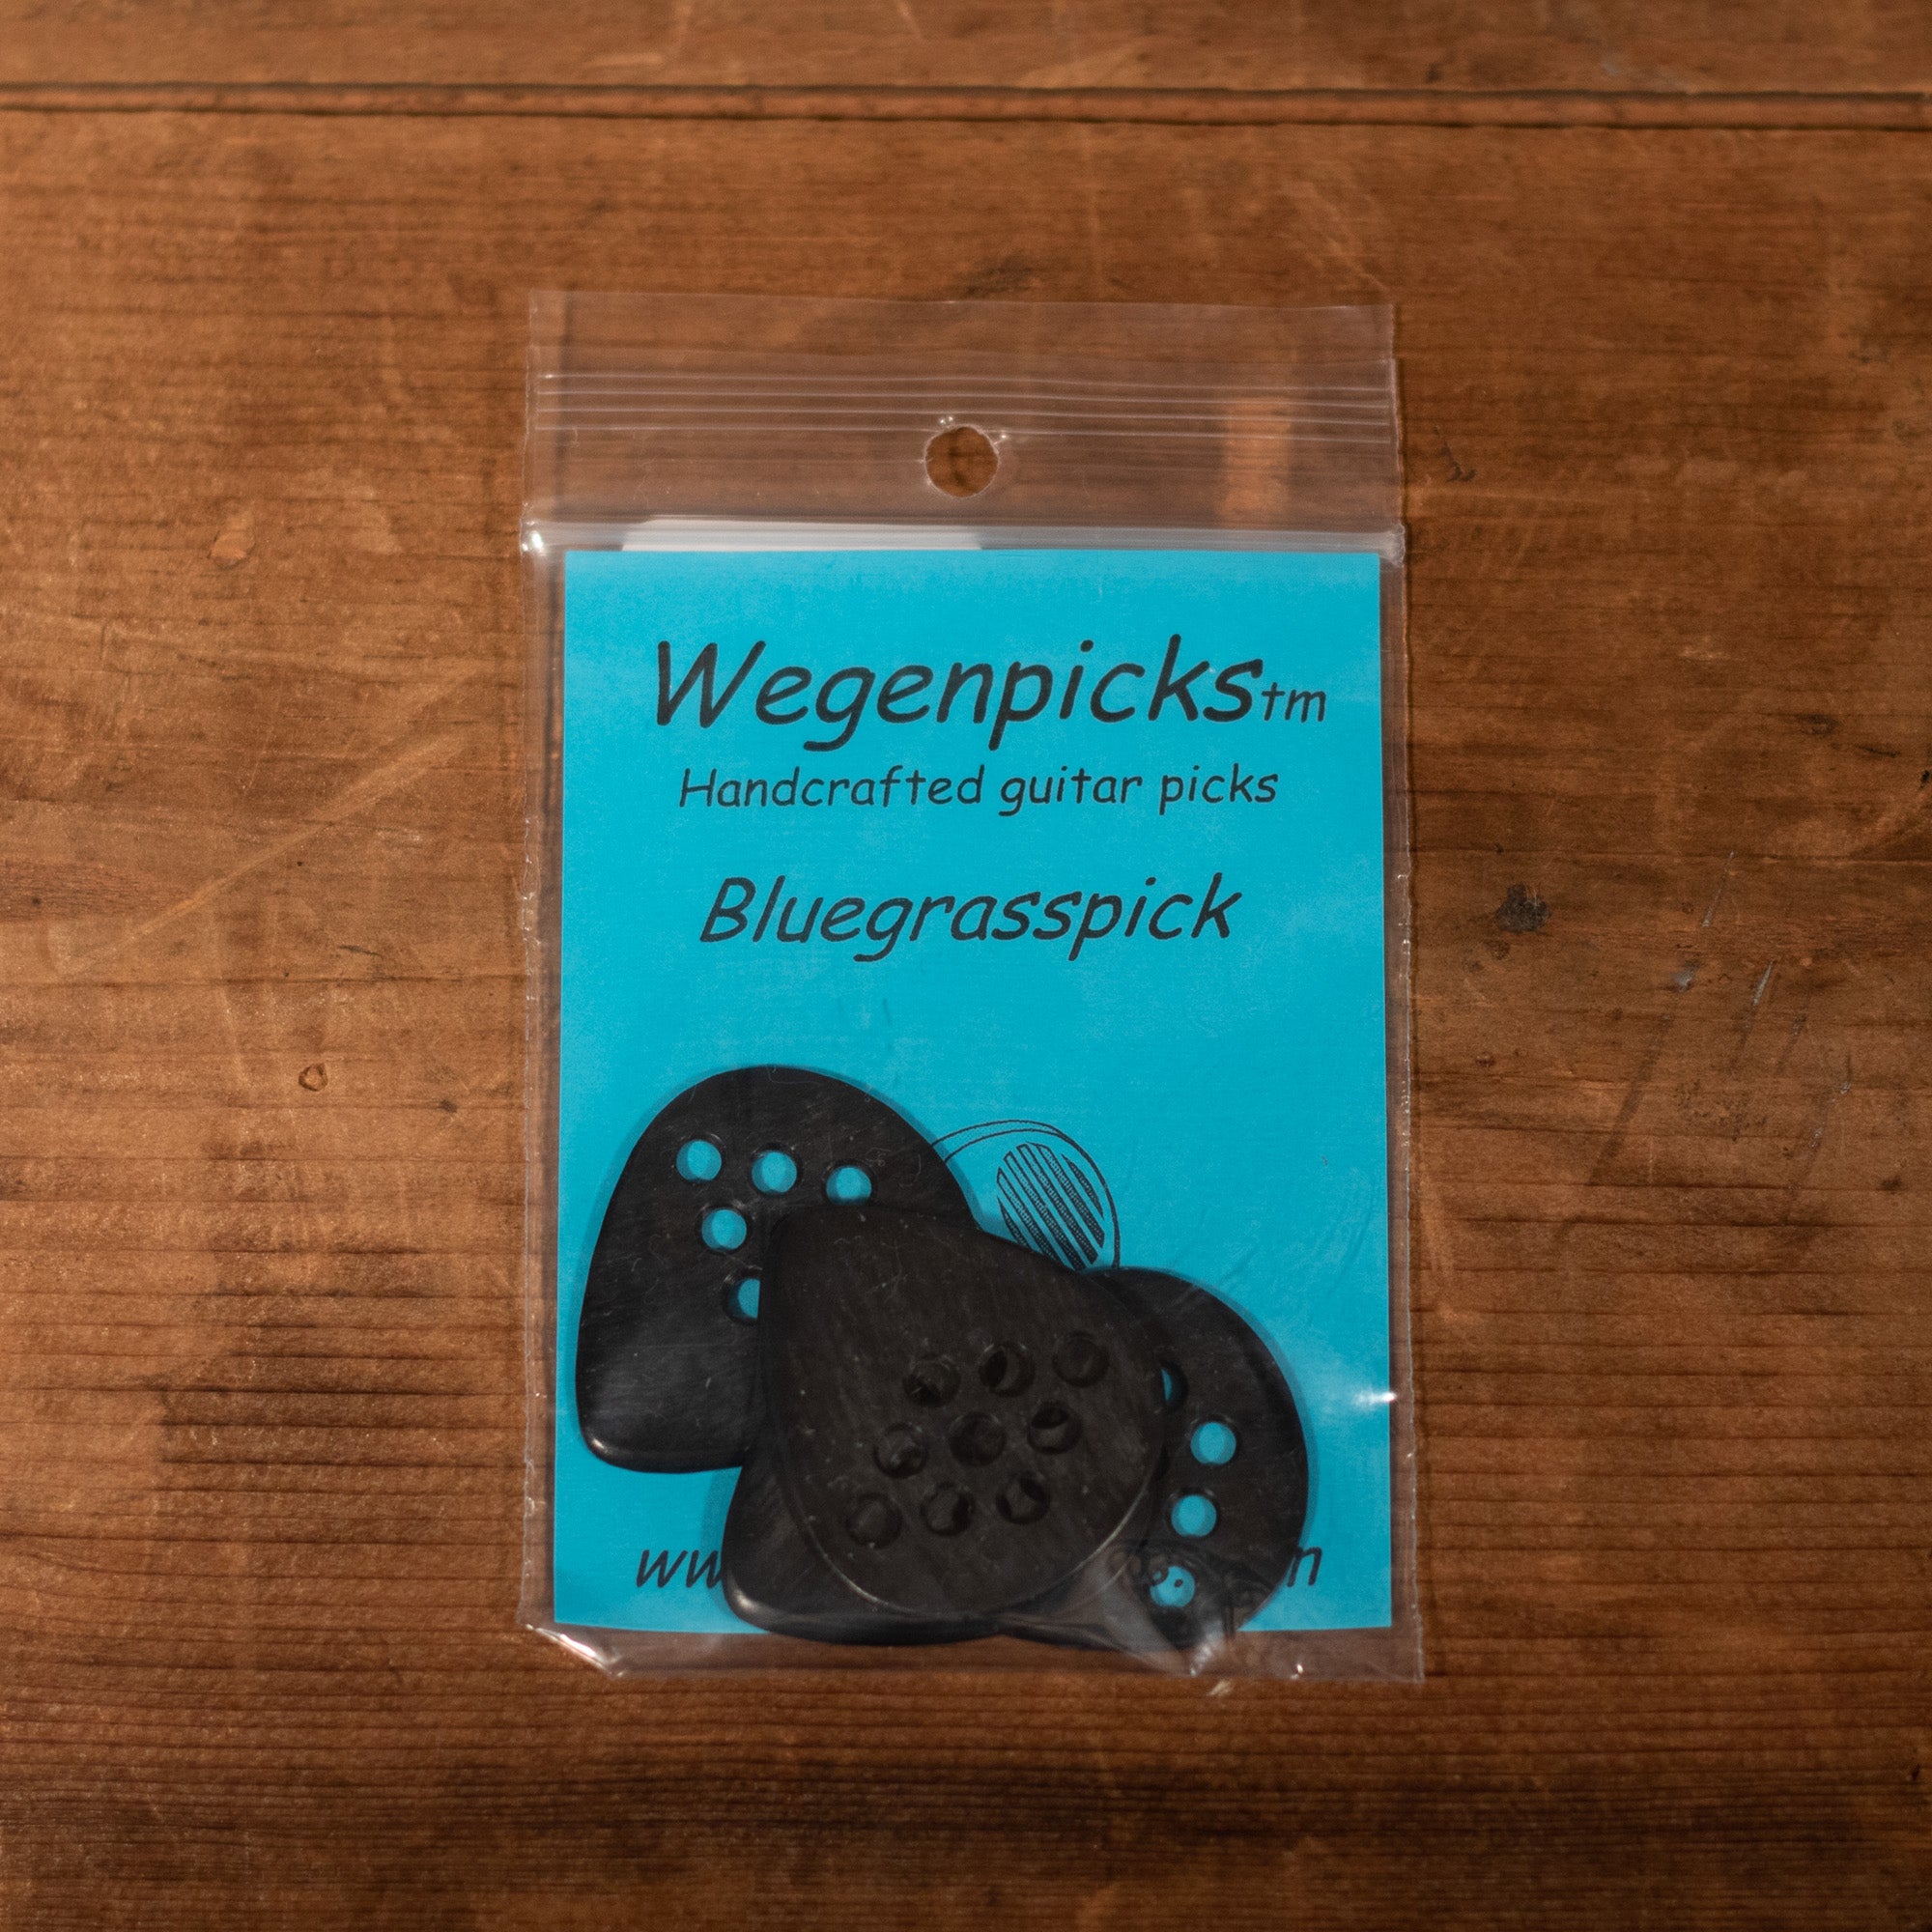 Wegenpickstm
Handcrafted guitar picks
Bluegrasspick